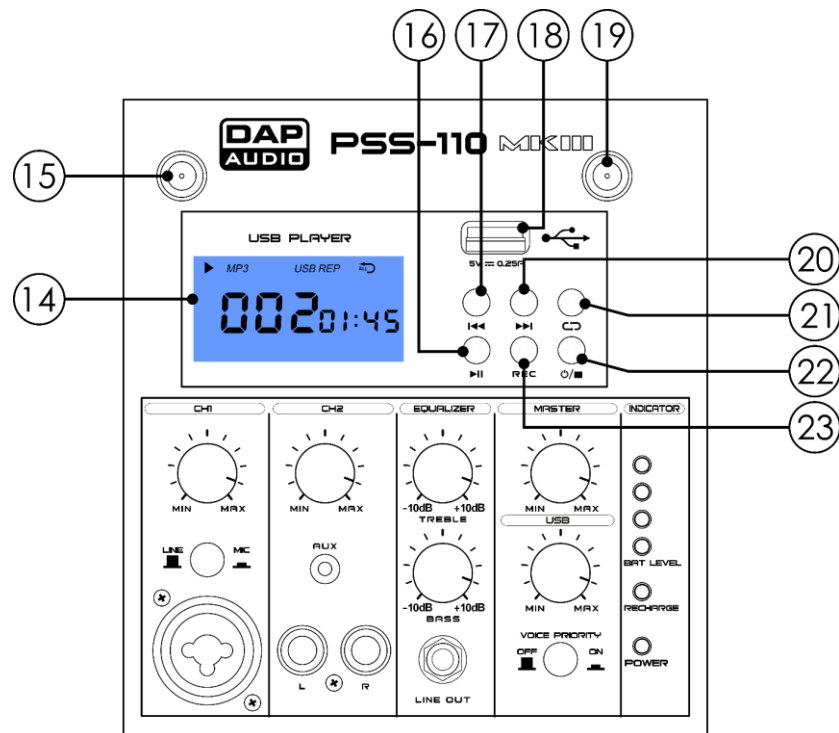 16 17 18 19
DAP
AUDIO
PSS-110 MKIII
15
USB PLAYER
5V 0.25A
MP3 USB REP ALL
14
002 01:45
20
21
REC
22
23
CH1 CH2 EQUALIZER MASTER INDICATOR
MIN MAX MIN MAX -10dB +10dB MIN MAX
TREBLE USB
LINE MIC AUX BAT LEVEL
-10dB +10dB MIN MAX
BASS RECHARGE
VOICE PRIORITY
OFF ON
POWER
L R LINE OUT